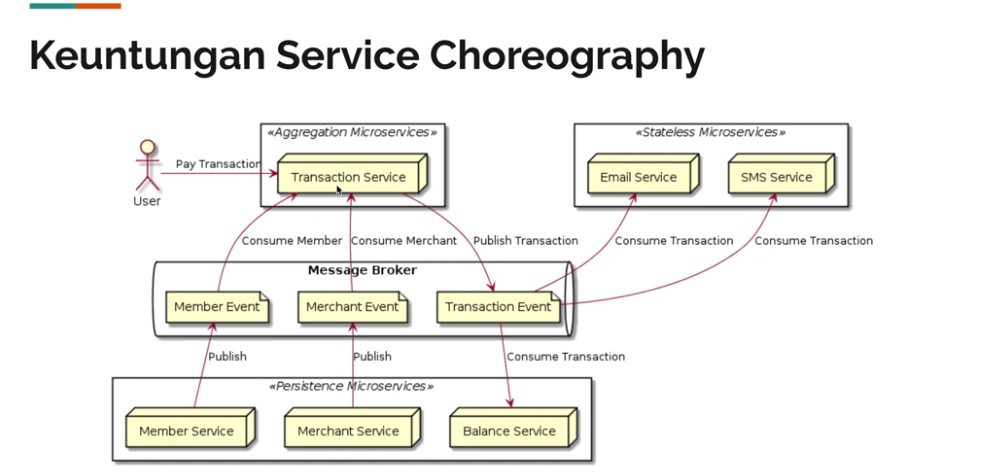 Keuntungan Service Choreography
«Aggregation Microservices»
«Stateless Microservices»
Pay Transaction
Transaction Service
Email Service
SMS Service
User
Consume Member
Consume Merchant
Publish Transaction
Consume Transaction
Consume Transaction
Message Broker
Member Event
Merchant Event
Transaction Event
Publish
Publish
Consume Transaction
«Persistence Microservices»
Member Service
Merchant Service
Balance Service